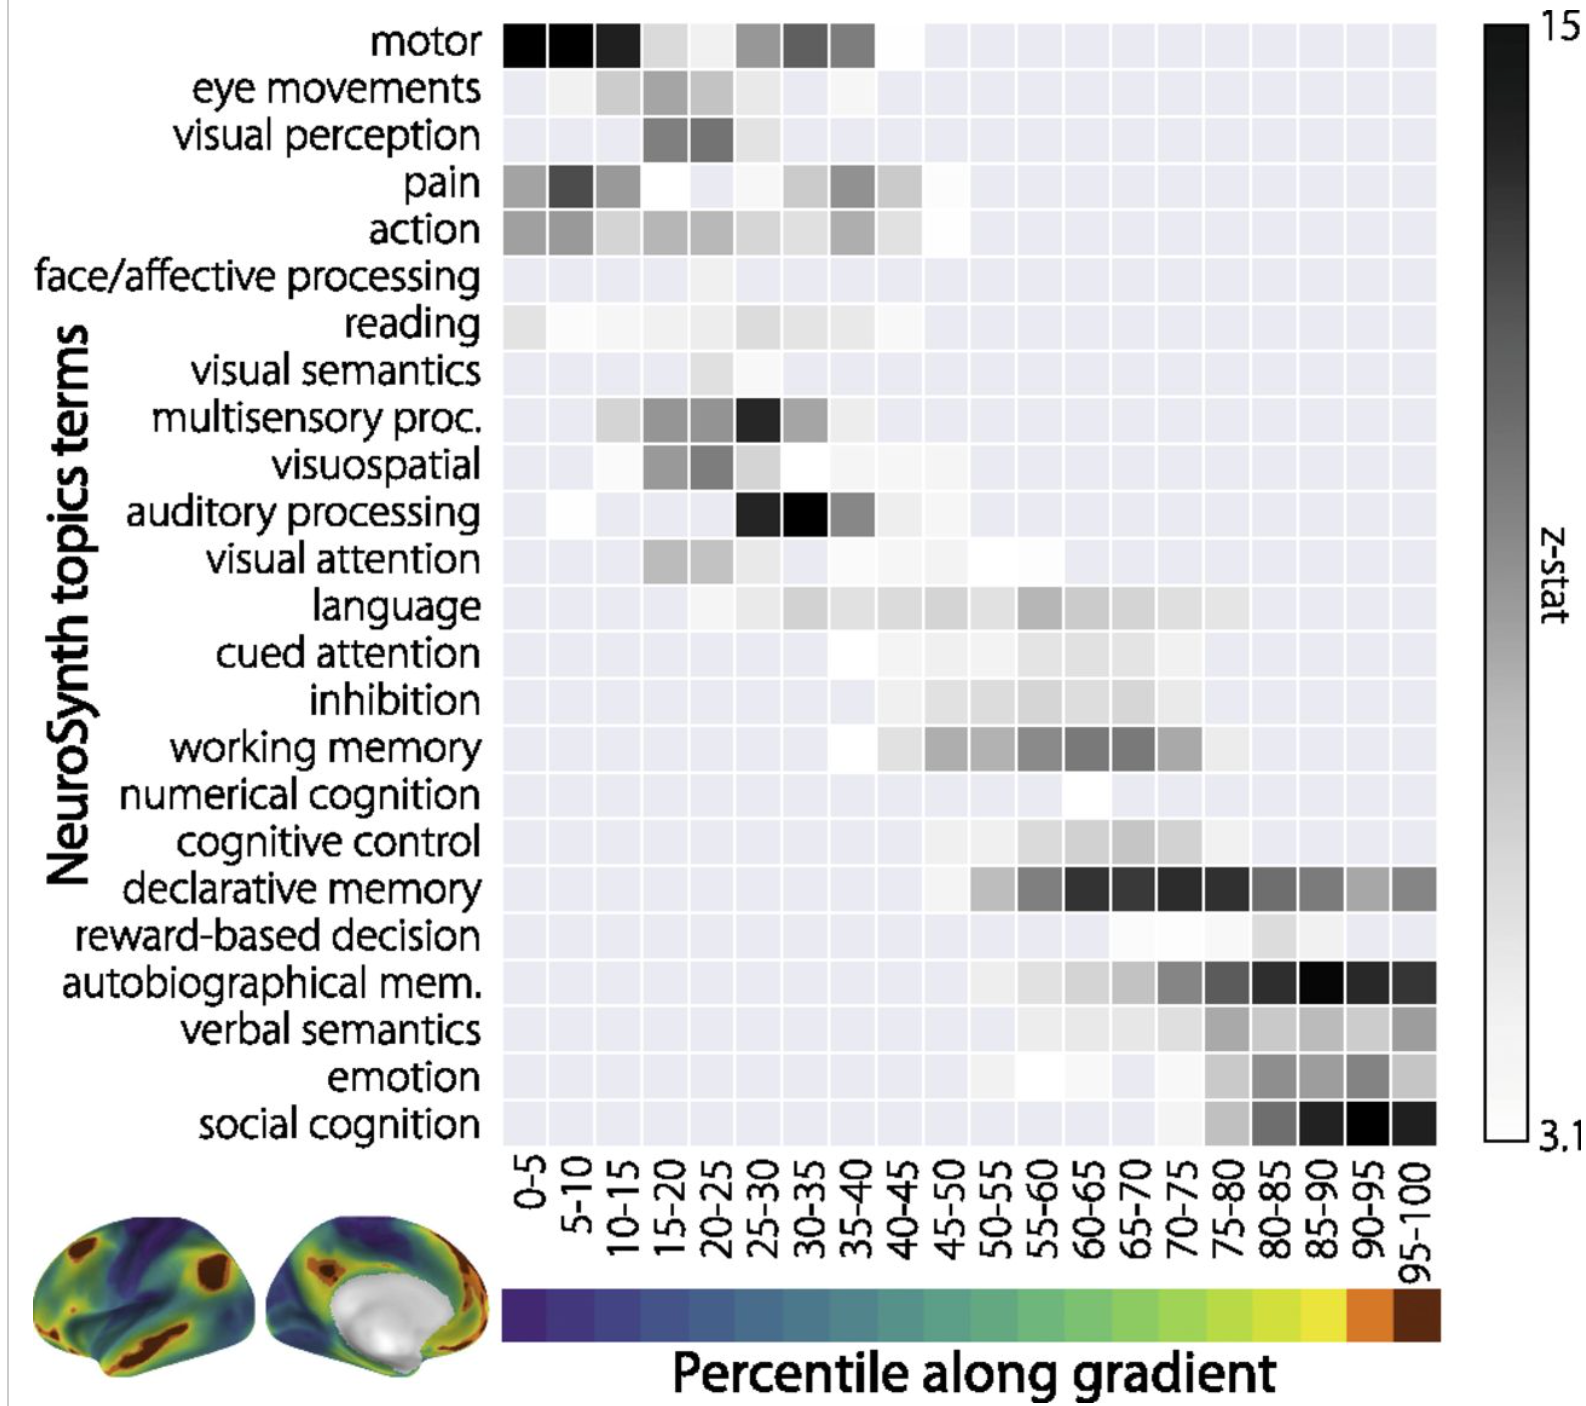 motor
eye movements
visual perception
pain
action
face/affective processing
reading
visual semantics
multisensory proc.
visuospatial
auditory processing
visual attention
language
cued attention
inhibition
working memory
numerical cognition
cognitive control
declarative memory
reward-based decision
autobiographical mem.
verbal semantics
emotion
social cognition
NeuroSynth topics terms
0-5
5-10
10-15
15-20
20-25
25-30
30-35
35-40
40-45
45-50
50-55
55-60
60-65
65-70
70-75
75-80
80-85
85-90
90-95
95-100
Percentile along gradient
15
z-stat
3.1